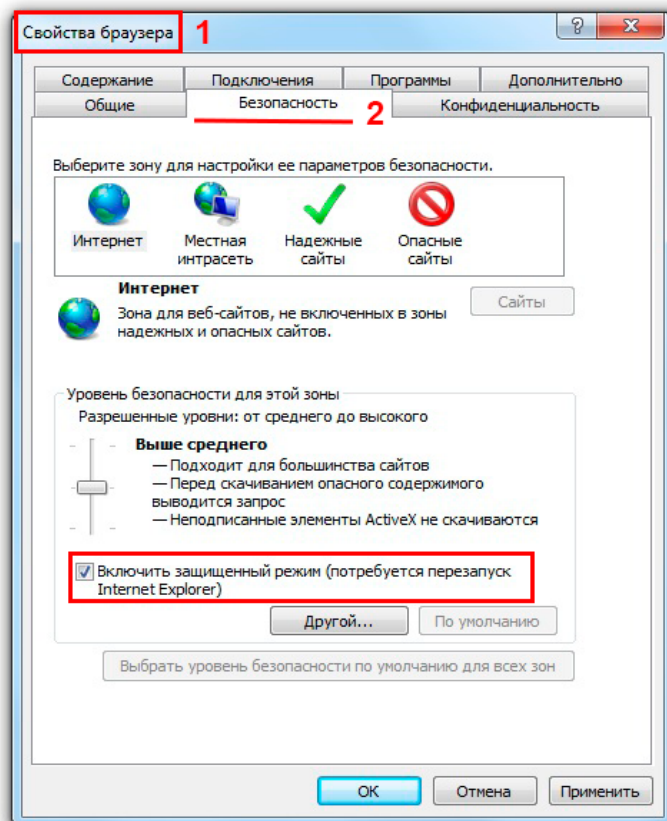 Свойства браузера 1
?
X
Содержание Подключения Программы Дополнительно
Общие Безопасность 2 Конфиденциальность
Выберите зону для настройки ее параметров безопасности.
Интернет Местная Надежные Опасные
интрасеть сайты сайты
Интернет
Сайты
Зона для веб-сайтов, не включенных в зоны
надежных и опасных сайтов.
Уровень безопасности для этой зоны
Разрешенные уровни: от среднего до высокого
Выше среднего
— Подходит для большинства сайтов
— Перед скачиванием опасного содержимого
выводится запрос
— Неподписанные элементы ActiveX не скачиваются
Включить защищенный режим (потребуется перезапуск
Internet Explorer)
Другой... По умолчанию
Выбрать уровень безопасности по умолчанию для всех зон
OK Отмена Применить